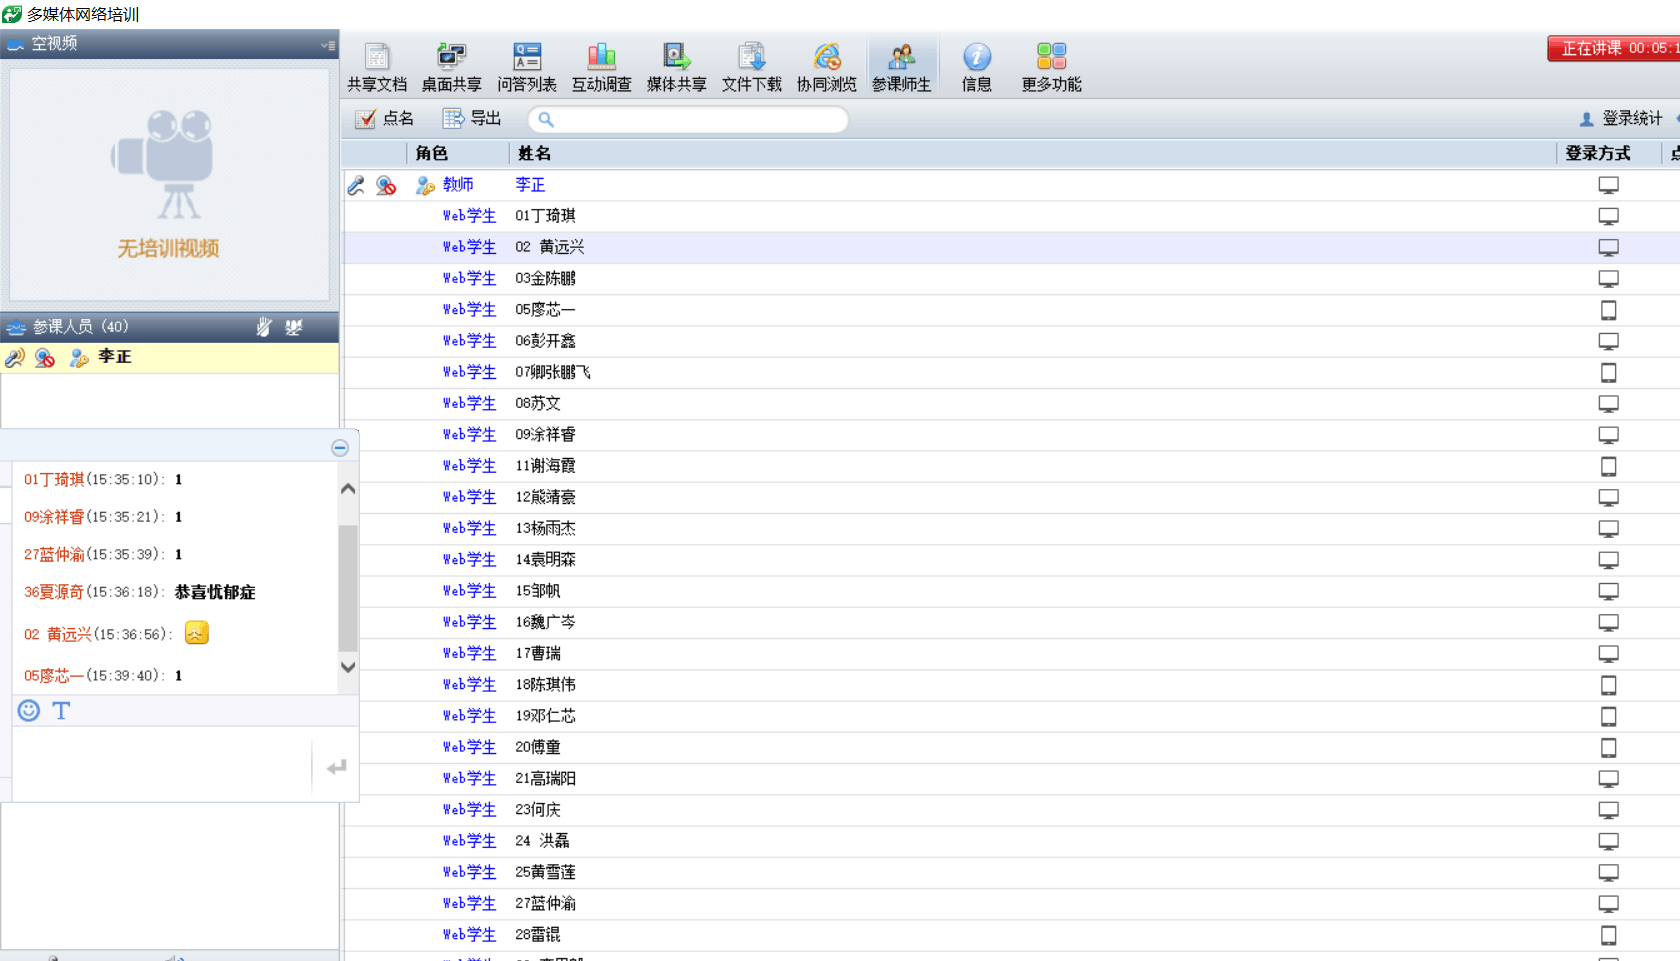 多媒体网络培训
空视频
无培训视频
参课人员 (40)
李正
01丁琦琪(15:35:10): 1
09涂祥睿(15:35:21): 1
27蓝仲渝(15:35:39): 1
36夏源奇(15:36:18): 恭喜忧郁症
02 黄远兴(15:36:56):
05廖芯一(15:39:40): 1
T
共享文档 桌面共享 问答列表 互动调查 媒体共享 文件下载 协同浏览 参课师生 信息 更多功能
正在讲课 00:05:1
点名 导出 登录统计
角色 姓名 登录方式
教师 李正
Web学生 01丁琦琪
Web学生 02 黄远兴
Web学生 03金陈鹏
Web学生 05廖芯一
Web学生 06彭开鑫
Web学生 07卿张鹏飞
Web学生 08苏文
Web学生 09涂祥睿
Web学生 11谢海霞
Web学生 12熊靖豪
Web学生 13杨雨杰
Web学生 14袁明森
Web学生 15邹帆
Web学生 16魏广岑
Web学生 17曹瑞
Web学生 18陈琪伟
Web学生 19邓仁芯
Web学生 20傅童
Web学生 21高瑞阳
Web学生 23何庆
Web学生 24 洪磊
Web学生 25黄雪莲
Web学生 27蓝仲渝
Web学生 28雷锟